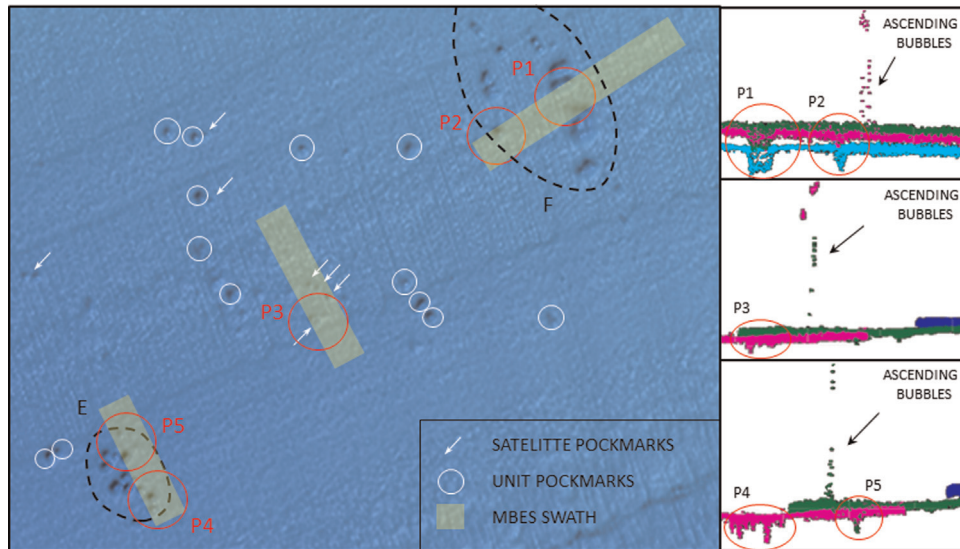 P1
P2
F
P3
E
P5
P4
SATELITTE POCKMARKS
UNIT POCKMARKS
MBES SWATH
ASCENDING
BUBBLES
P1
P2
ASCENDING
BUBBLES
P3
ASCENDING
BUBBLES
P4
P5